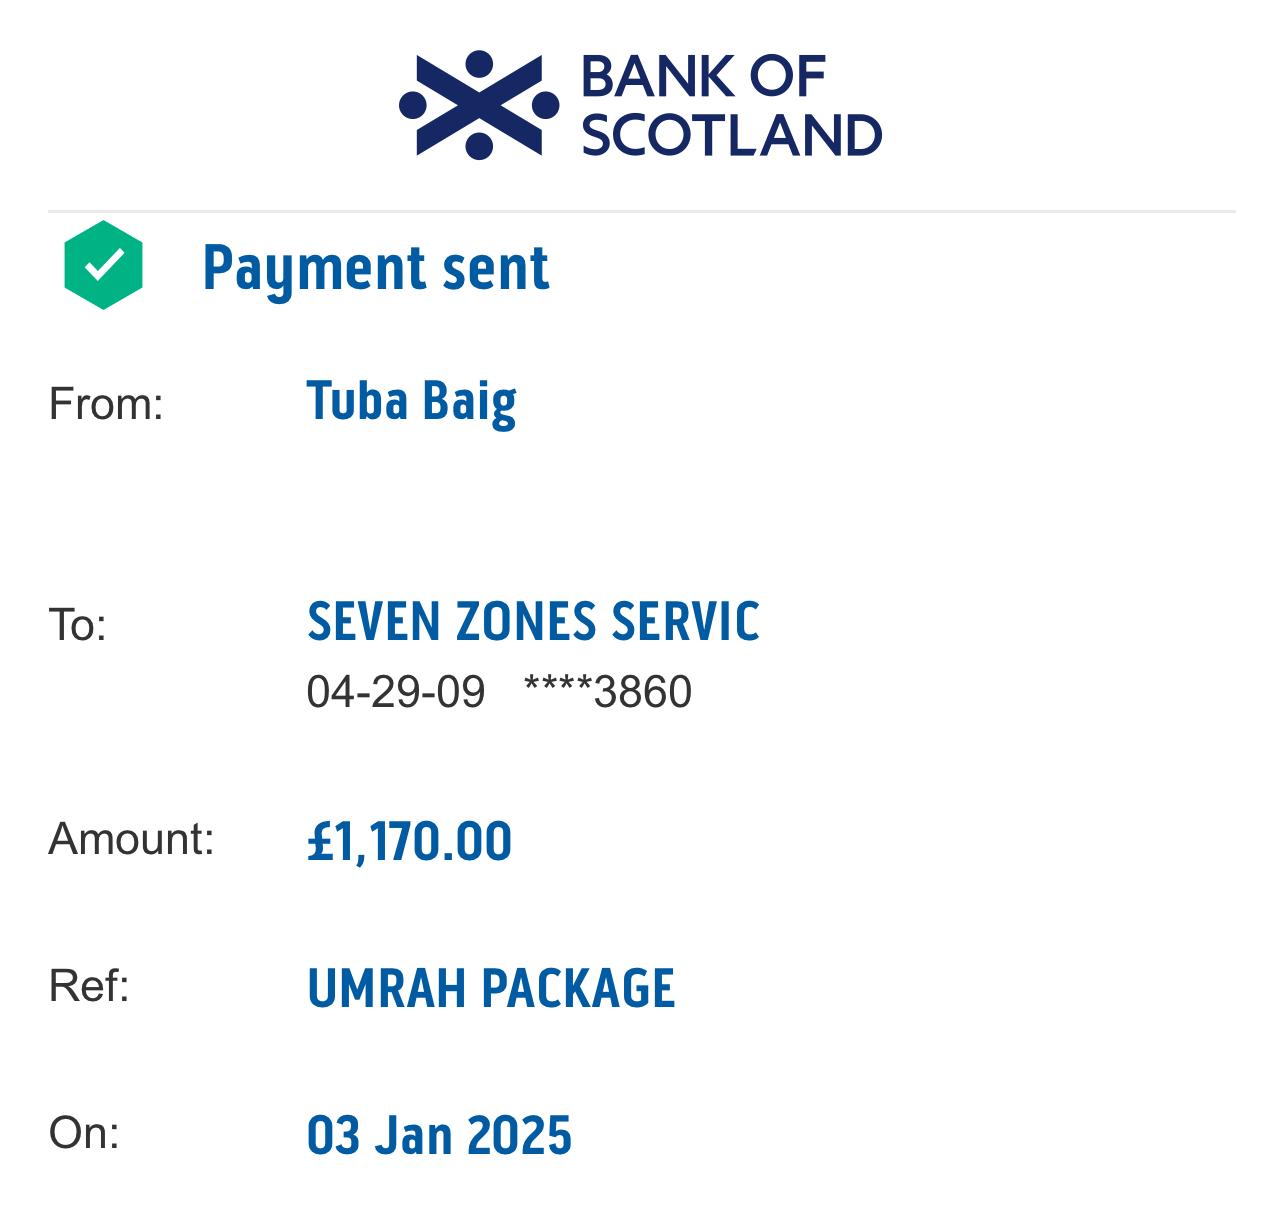 BANK OF
SCOTLAND
Payment sent
From: Tuba Baig
To: SEVEN ZONES SERVIC
04-29-09 ****3860
Amount: £1,170.00
Ref: UMRAH PACKAGE
On: 03 Jan 2025